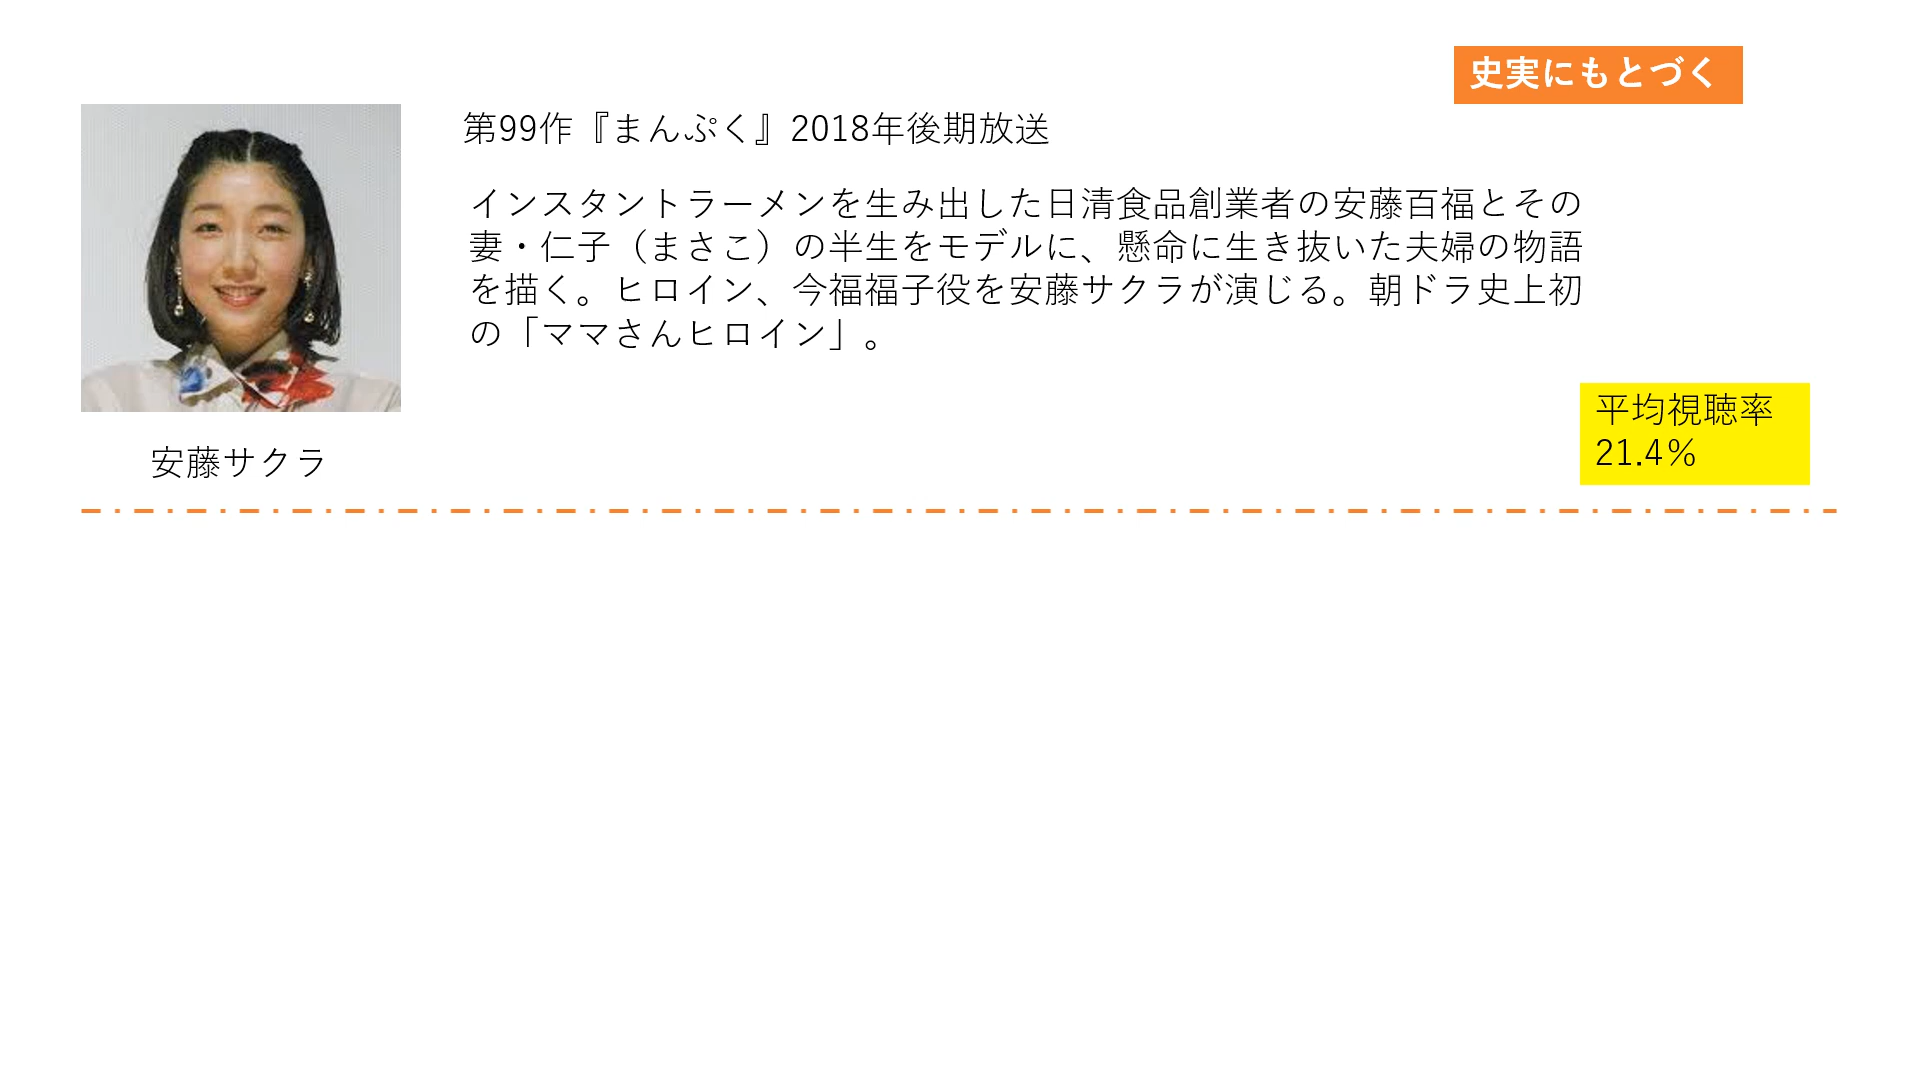 史実にもとづく
第99作『まんぷく』2018年後期放送
インスタントラーメンを生み出した日清食品創業者の安藤百福とその
妻・仁子（まさこ）の半生をモデルに、懸命に生き抜いた夫婦の物語
を描く。ヒロイン、今福福子役を安藤サクラが演じる。朝ドラ史上初
の「ママさんヒロイン」。
平均視聴率
21.4％
安藤サクラ